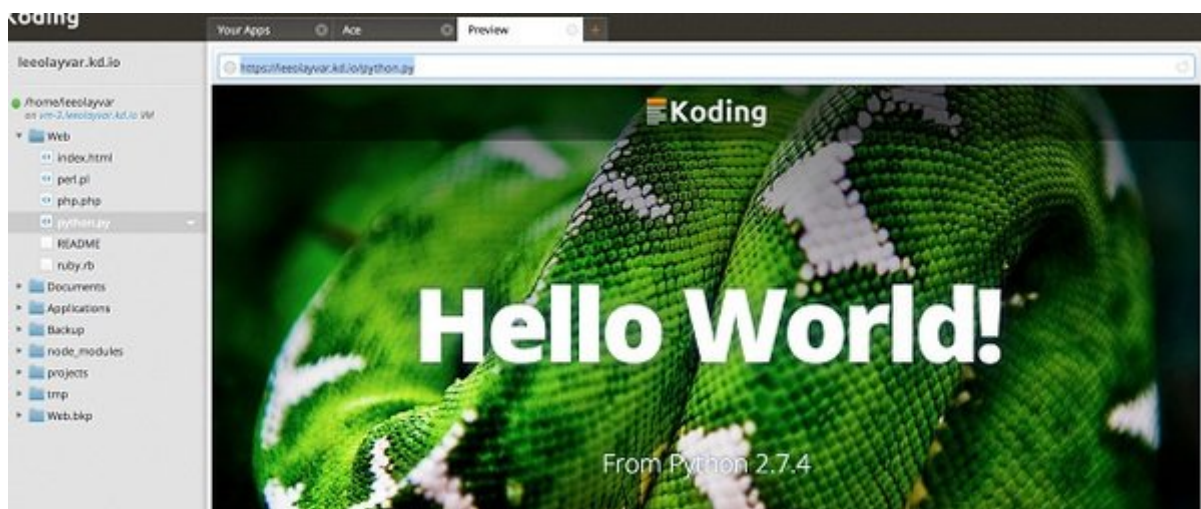 Koding
Your Apps
Ace
Preview
leeolayvar.kd.io
https://leeolayvar.kd.io/python.py
/home/leeolayvar
on vm-3.leeolayvar.kd.io VM
Web
index.html
perl.pl
php.php
python.py
README
ruby.rb
Documents
Applications
Backup
node_modules
projects
tmp
Web.bkp
Koding
Hello World!
From Python 2.7.4